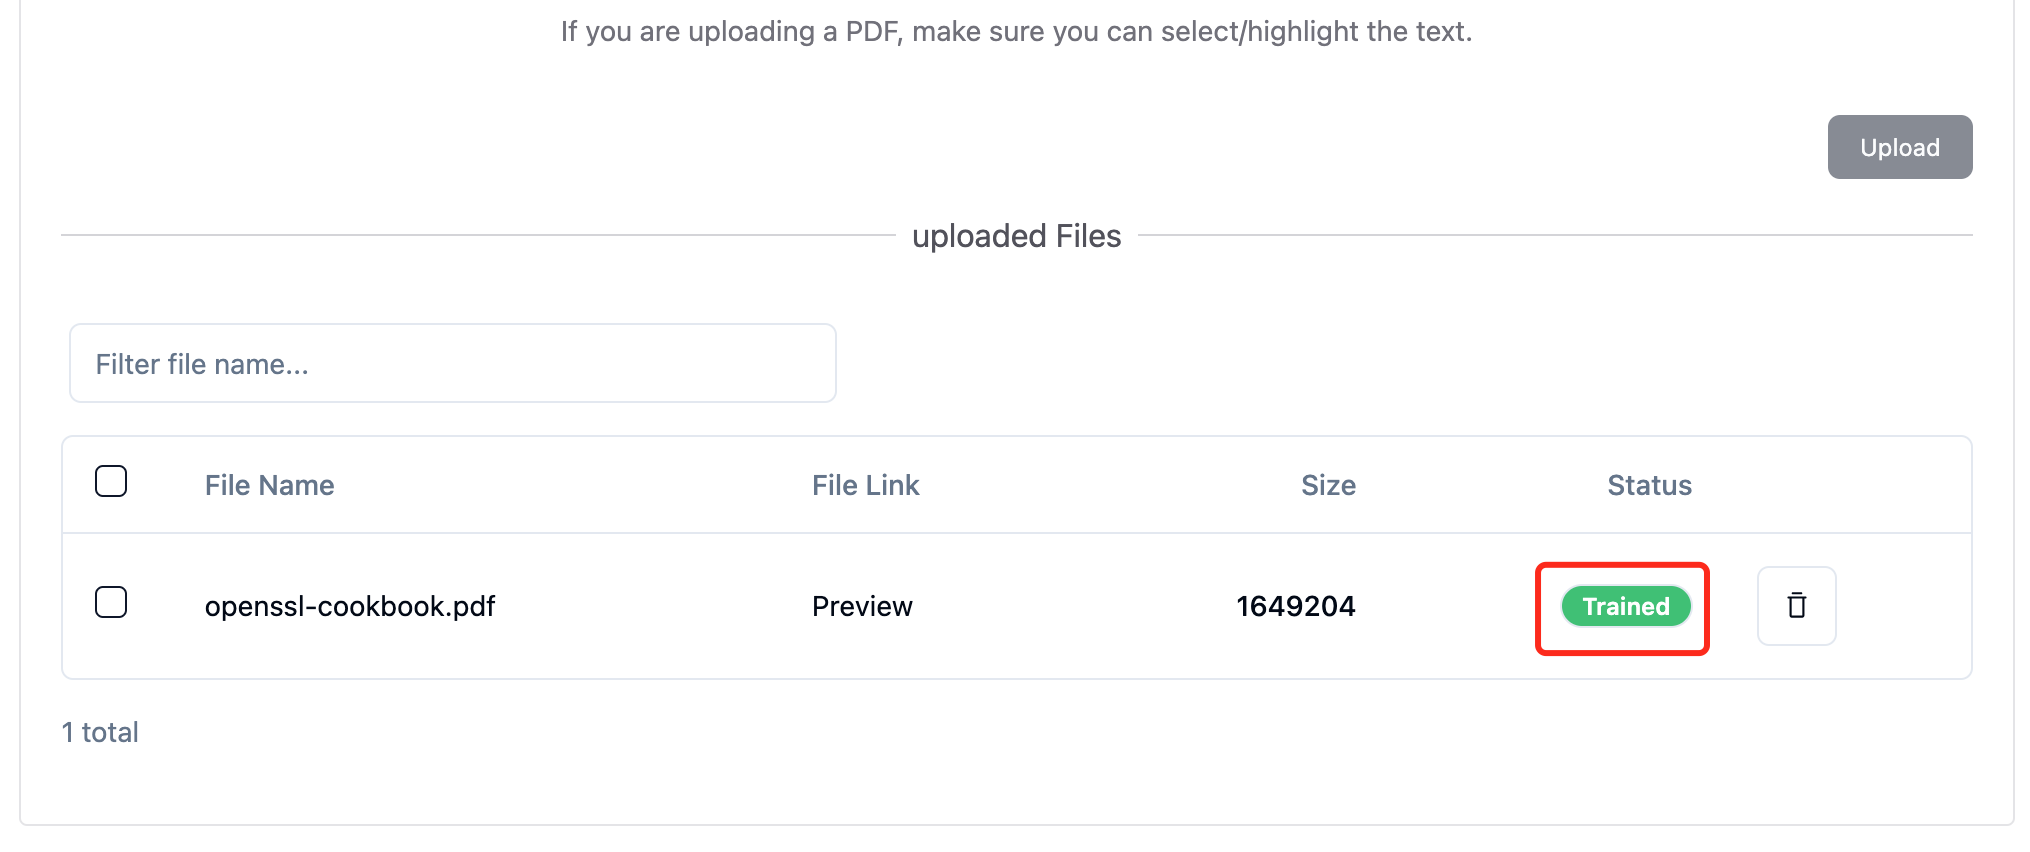 If you are uploading a PDF, make sure you can select/highlight the text.
Upload
uploaded Files
Filter file name...
File Name File Link Size Status
openssl-cookbook.pdf Preview 1649204 Trained
1 total